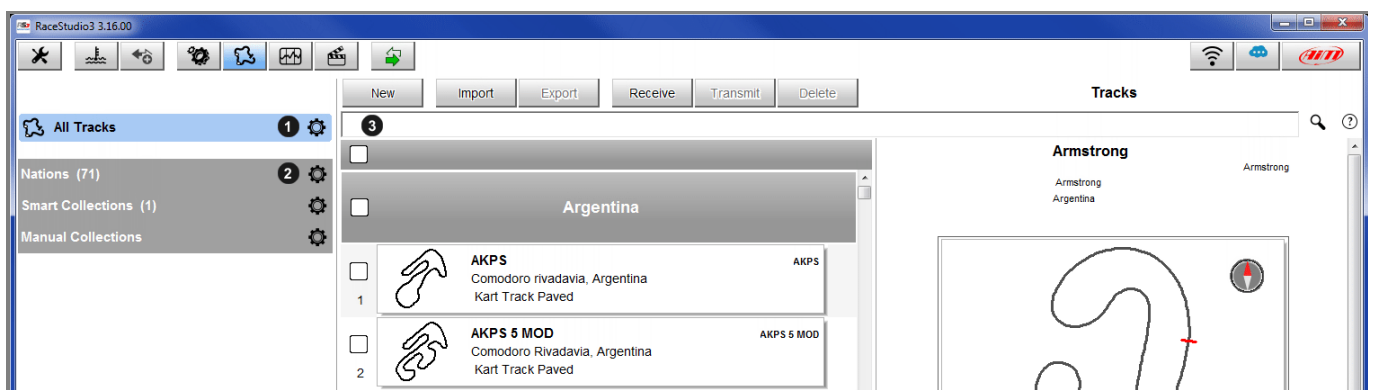 RaceStudio3 3.16.00
AiM
New Import Export Receive Transmit Delete
Tracks
All Tracks 1
3
?
Nations (71) 2
Smart Collections (1)
Manual Collections
Argentina
AKPS AKPS
Comodoro rivadavia, Argentina
Kart Track Paved
1
AKPS 5 MOD AKPS 5 MOD
Comodoro Rivadavia, Argentina
Kart Track Paved
2
Armstrong
Armstrong
Armstrong
Argentina